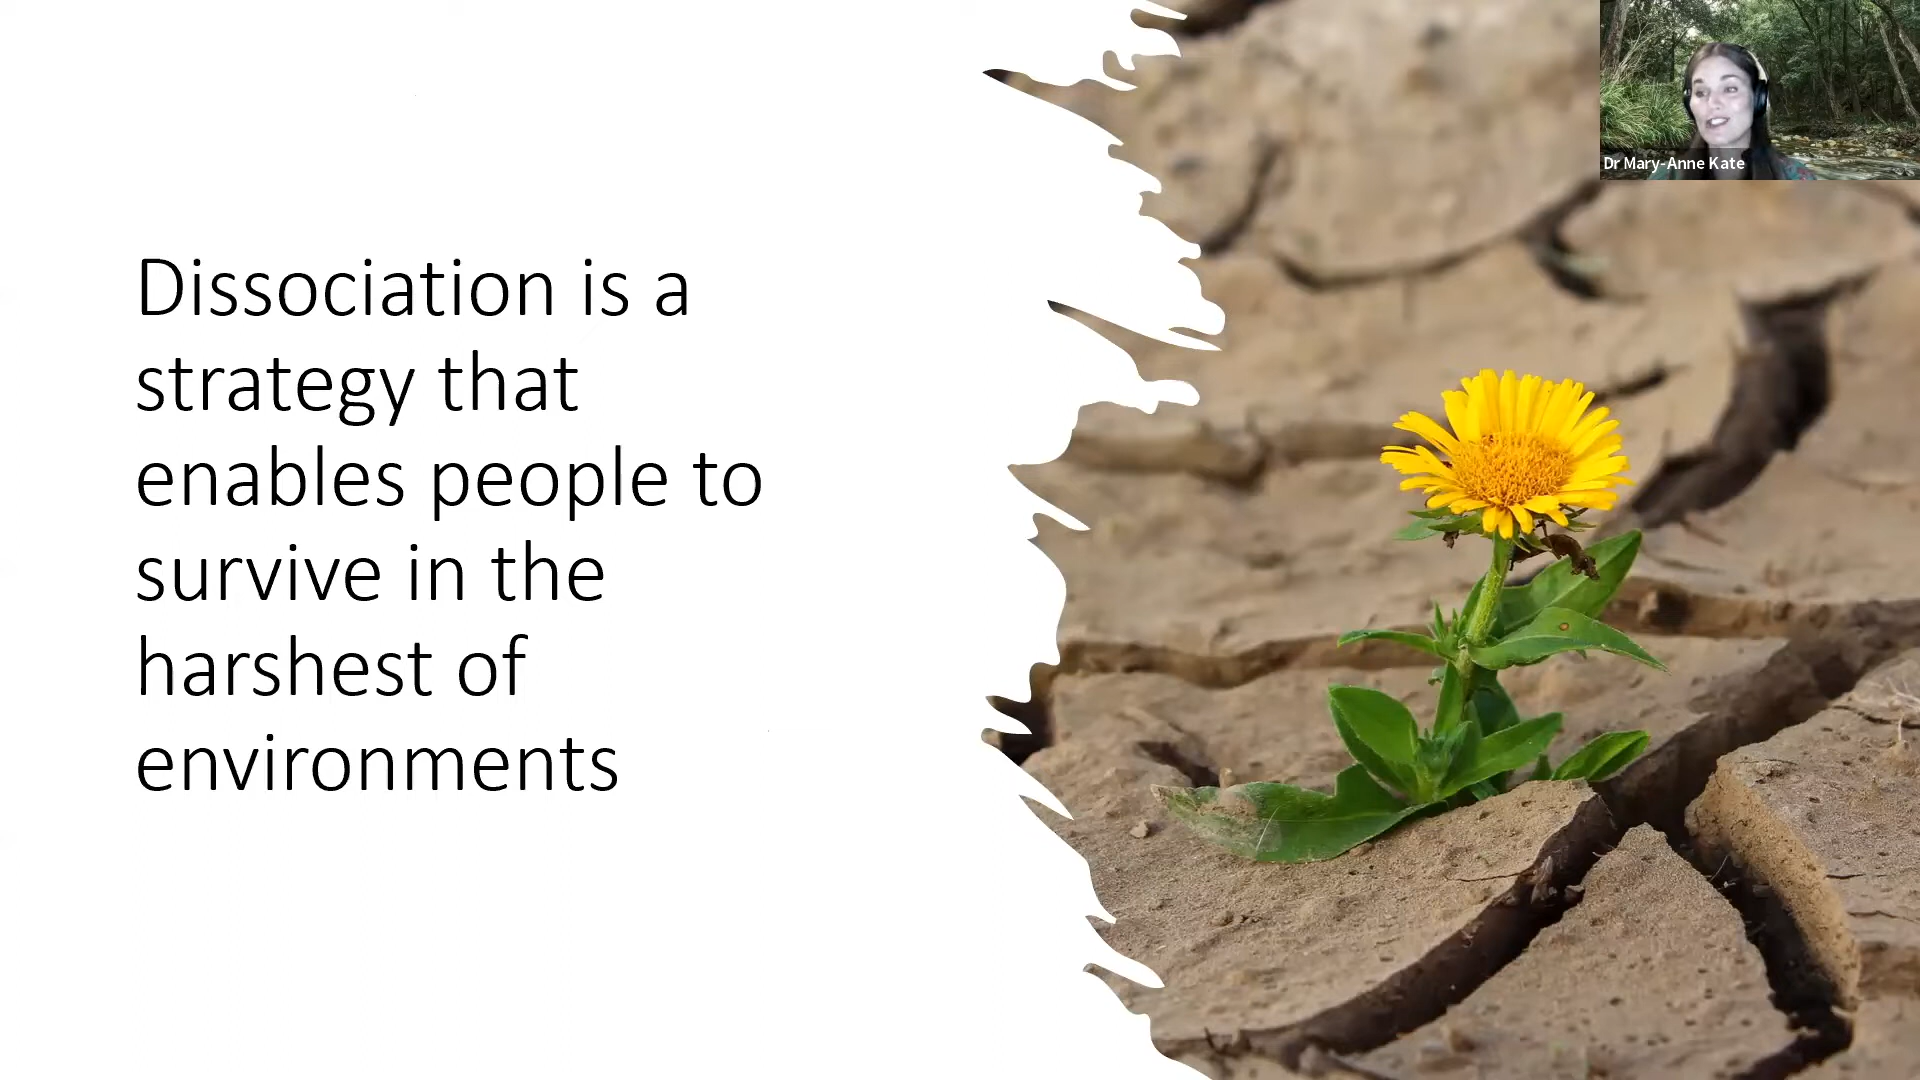 Dissociation is a
strategy that
enables people to
survive in the
harshest of
environments
Dr Mary-Anne Kate